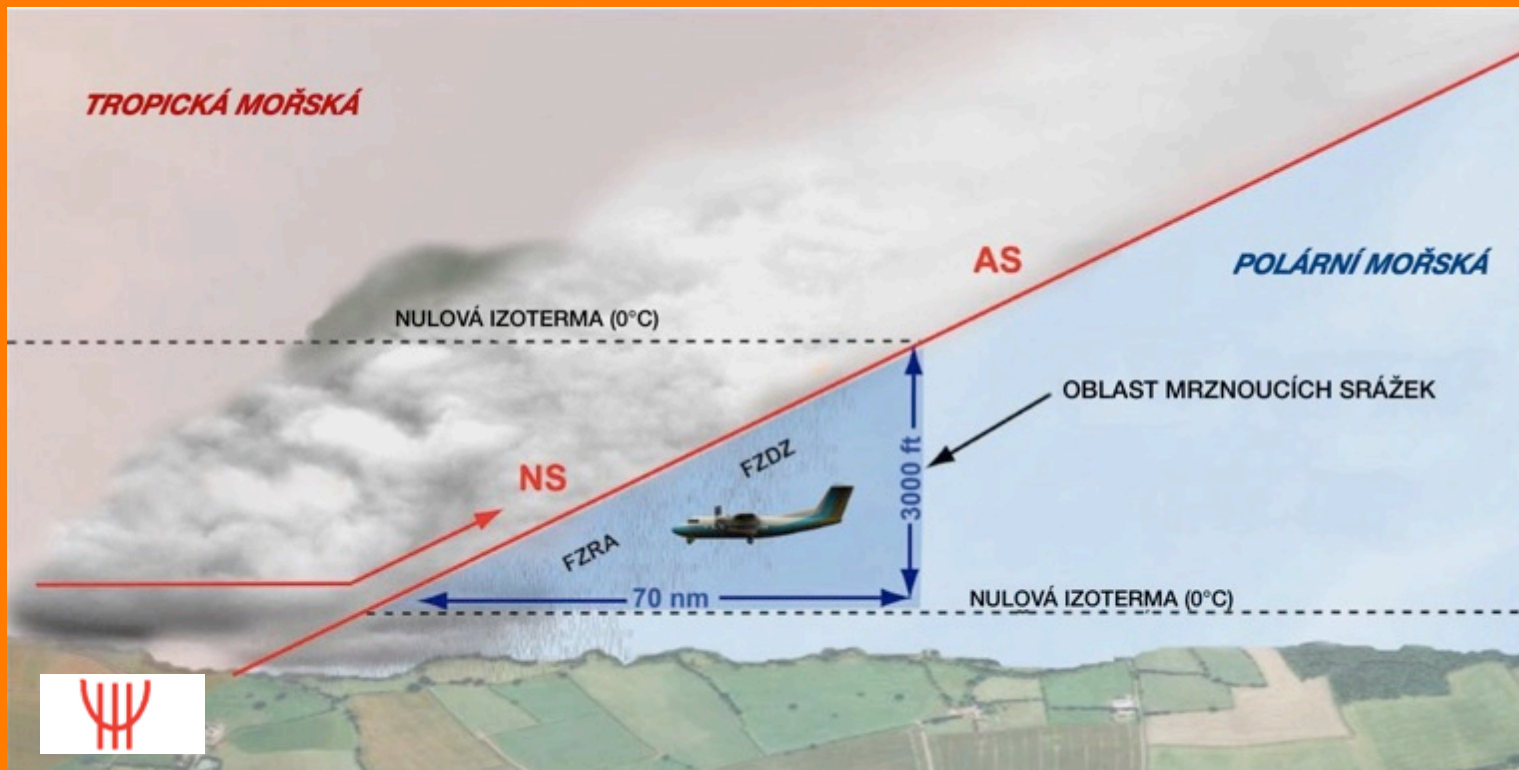 TROPICKÁ MOŘSKÁ
POLÁRNÍ MOŘSKÁ
AS
NULOVÁ IZOTERMA (0°C)
OBLAST MRZNOUCÍCH SRÁŽEK
NS
FZDZ
3000 ft
FZRA
70 nm
NULOVÁ IZOTERMA (0°C)